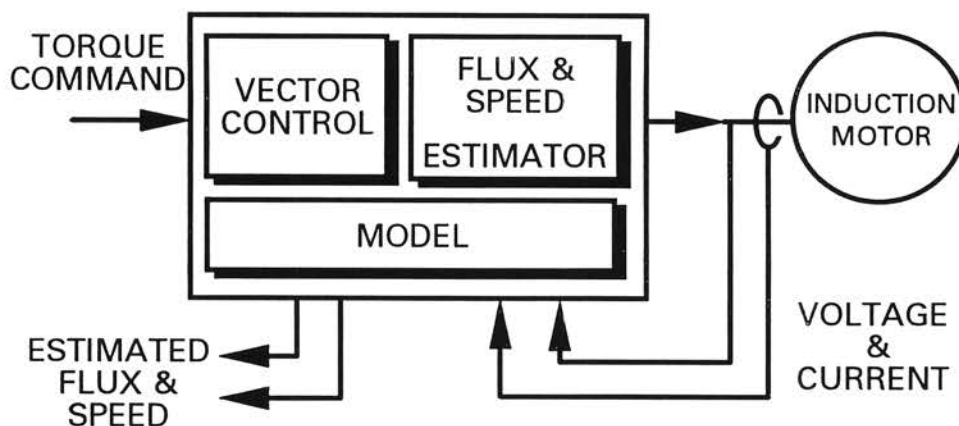 TORQUE
COMMAND
VECTOR
CONTROL
FLUX &
SPEED
ESTIMATOR
MODEL
INDUCTION
MOTOR
ESTIMATED
FLUX &
SPEED
VOLTAGE
&
CURRENT